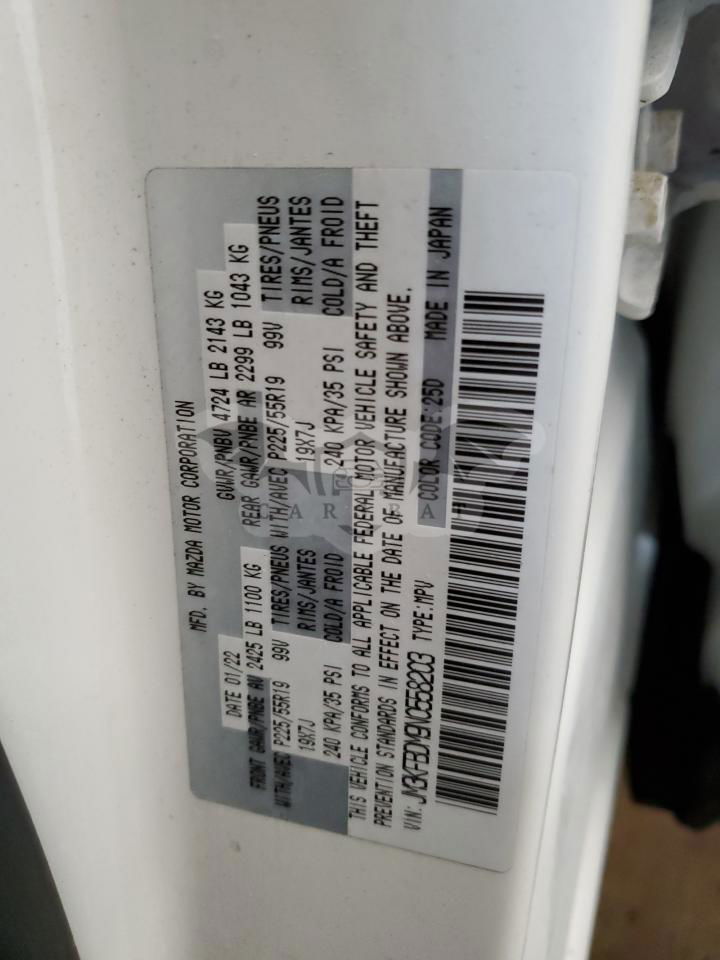 MFD. BY MAZDA MOTOR CORPORATION
DATE 01/22 GVWR/PNBV 4724 LB 2143 KG
FRONT GAWR/PNBE AV 2425 LB 1100 KG REAR GAWR/PNBE AR 2299 LB 1043 KG
WITH/AVEC P225/55R19 99V TIRES/PNEUS WITH/AVEC P225/55R19 99V TIRES/PNEUS
19X7J RIMS/JANTES 19X7J RIMS/JANTES
240 KPA/35 PSI COLD/A FROID 240 KPA/35 PSI COLD/A FROID
THIS VEHICLE CONFORMS TO ALL APPLICABLE FEDERAL MOTOR VEHICLE SAFETY AND THEFT
PREVENTION STANDARDS IN EFFECT ON THE DATE OF MANUFACTURE SHOWN ABOVE.
VIN: JM3KFBDM9N0558203 TYPE:MPV COLOR CODE:25D MADE IN JAPAN